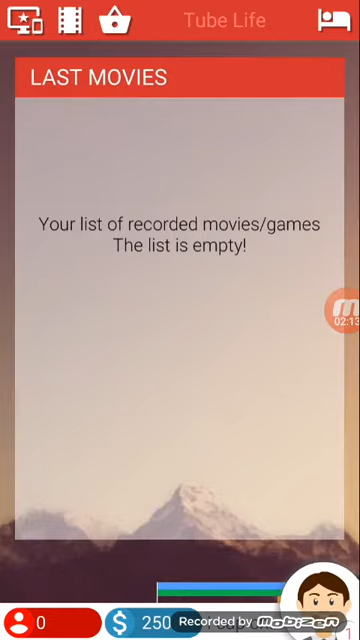 Tube Life
LAST MOVIES
Your list of recorded movies/games
The list is empty!
02:13
0
$ 250
Recorded by mobizen